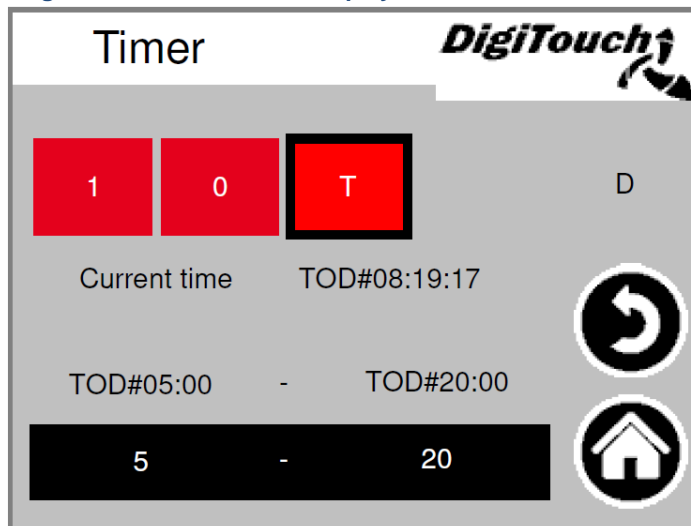 Timer
DigiTouch
1 0 T D
Current time TOD#08:19:17
TOD#05:00 - TOD#20:00
5 - 20